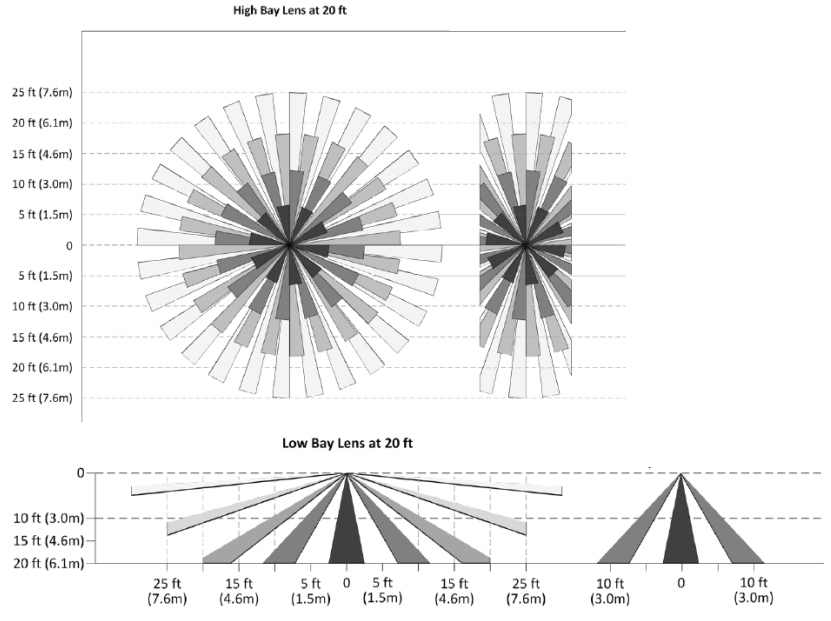 High Bay Lens at 20 ft
25 ft (7.6m)
20 ft (6.1m)
15 ft (4.6m)
10 ft (3.0m)
5 ft (1.5m)
0
5 ft (1.5m)
10 ft (3.0m)
15 ft (4.6m)
20 ft (6.1m)
25 ft (7.6m)
Low Bay Lens at 20 ft
0
10 ft (3.0m)
15 ft (4.6m)
20 ft (6.1m)
25 ft 15 ft 5 ft 0 5 ft 15 ft 25 ft 10 ft 0 10 ft
(7.6m) (4.6m) (1.5m) (1.5m) (4.6m) (7.6m) (3.0m) (3.0m)